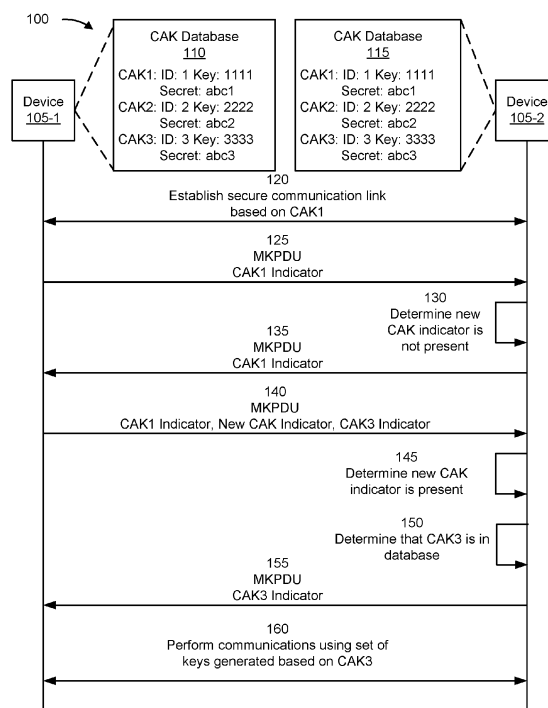 100
CAK Database
110
CAK1: ID: 1 Key: 1111
Secret: abc1
CAK2: ID: 2 Key: 2222
Secret: abc2
CAK3: ID: 3 Key: 3333
Secret: abc3
CAK Database
115
CAK1: ID: 1 Key: 1111
Secret: abc1
CAK2: ID: 2 Key: 2222
Secret: abc2
CAK3: ID: 3 Key: 3333
Secret: abc3
Device
105-1
Device
105-2
120
Establish secure communication link
based on CAK1
125
MKPDU
CAK1 Indicator
130
Determine new
CAK indicator is
not present
135
MKPDU
CAK1 Indicator
140
MKPDU
CAK1 Indicator, New CAK Indicator, CAK3 Indicator
145
Determine new CAK
indicator is present
150
Determine that CAK3 is in
database
155
MKPDU
CAK3 Indicator
160
Perform communications using set of
keys generated based on CAK3